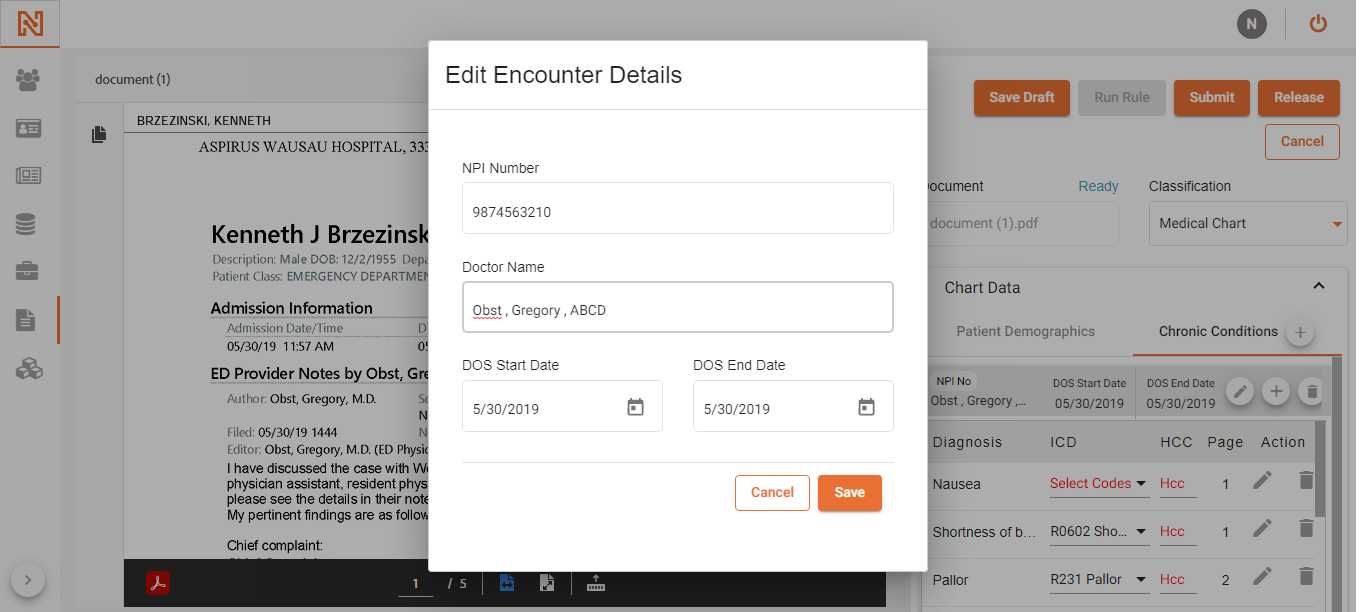 N
N
document (1)
BRZEZINSKI, KENNETH
ASPIRUS WAUSAU HOSPITAL, 333
Kenneth J Brzezinsk
Description: Male DOB: 12/2/1955
Patient Class: EMERGENCY
Admission Information
Admission Date/Time
05/30/19 11:57 AM
ED Provider Notes by Obst,
Author: Obst, Gregory, M.D.
Filed: 05/30/19 1444
Editor: Obst, Gregory, M.D. (ED
I have discussed the case with
physician assistant, resident
please see the details in their
My pertinent findings are as
Chief complaint:
1 / 5
Edit Encounter Details
NPI Number
9874563210
Doctor Name
Obst , Gregory , ABCD
DOS Start Date
DOS End Date
5/30/2019
5/30/2019
Cancel
Save
Save Draft
Run Rule
Submit
Release
Cancel
ocument
Ready
Classification
document (1).pdf
Medical Chart
Chart Data
Patient Demographics
Chronic Conditions
NPI No
DOS Start Date
DOS End Date
Obst , Gregory ,...
05/30/2019
05/30/2019
Diagnosis ICD HCC Page Action
Nausea Select Codes Hcc 1
Shortness of b... R0602 Sho... Hcc 1
Pallor R231 Pallor Hcc 2